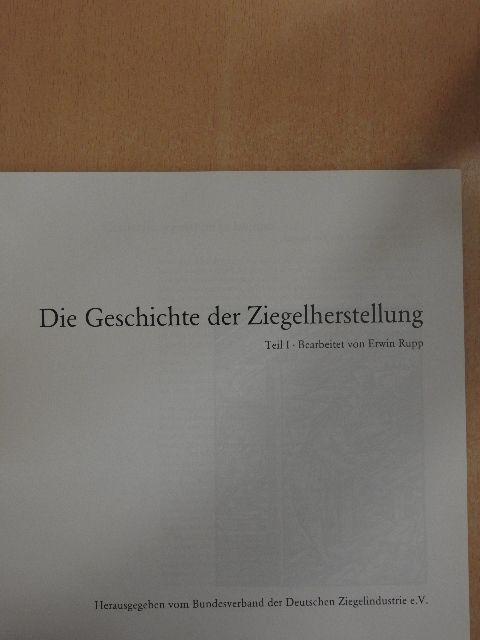 Die Geschichte der Ziegelherstellung
Teil I · Bearbeitet von Erwin Rupp
Herausgegeben vom Bundesverband der Deutschen Ziegelindustrie e.V.